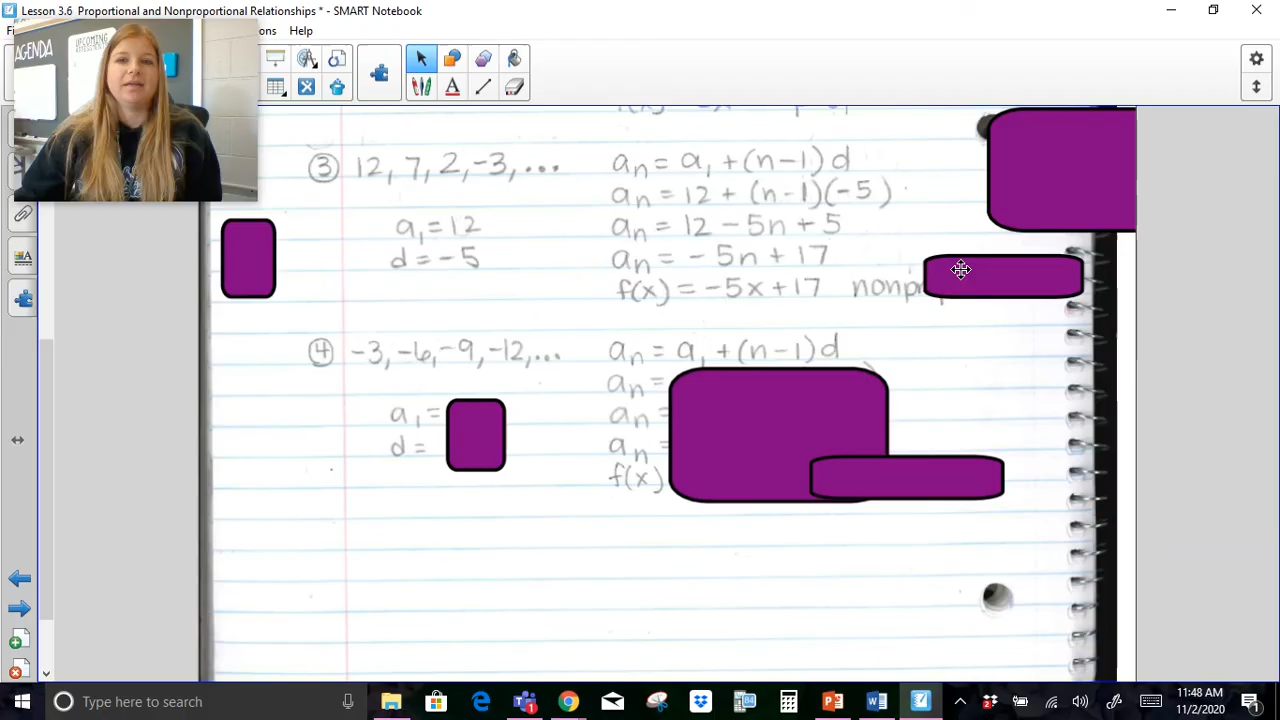 Lesson 3.6 Proportional and Nonproportional Relationships * - SMART Notebook
Help
AGENDA
UPCOMING
③ 12, 7, 2, -3, ...
aₙ = a₁ + (n-1) d
aₙ = 12 + (n-1)(-5)
a₁ = 12
aₙ = 12 - 5n + 5
d = -5
aₙ = -5n + 17
f(x) = -5x + 17
④ -3, -6, -9, -12, ...
aₙ = a₁ + (n-1) d
aₙ =
a₁ =
aₙ =
d =
aₙ =
f(x)
Type here to search
11:48 AM
11/2/2020